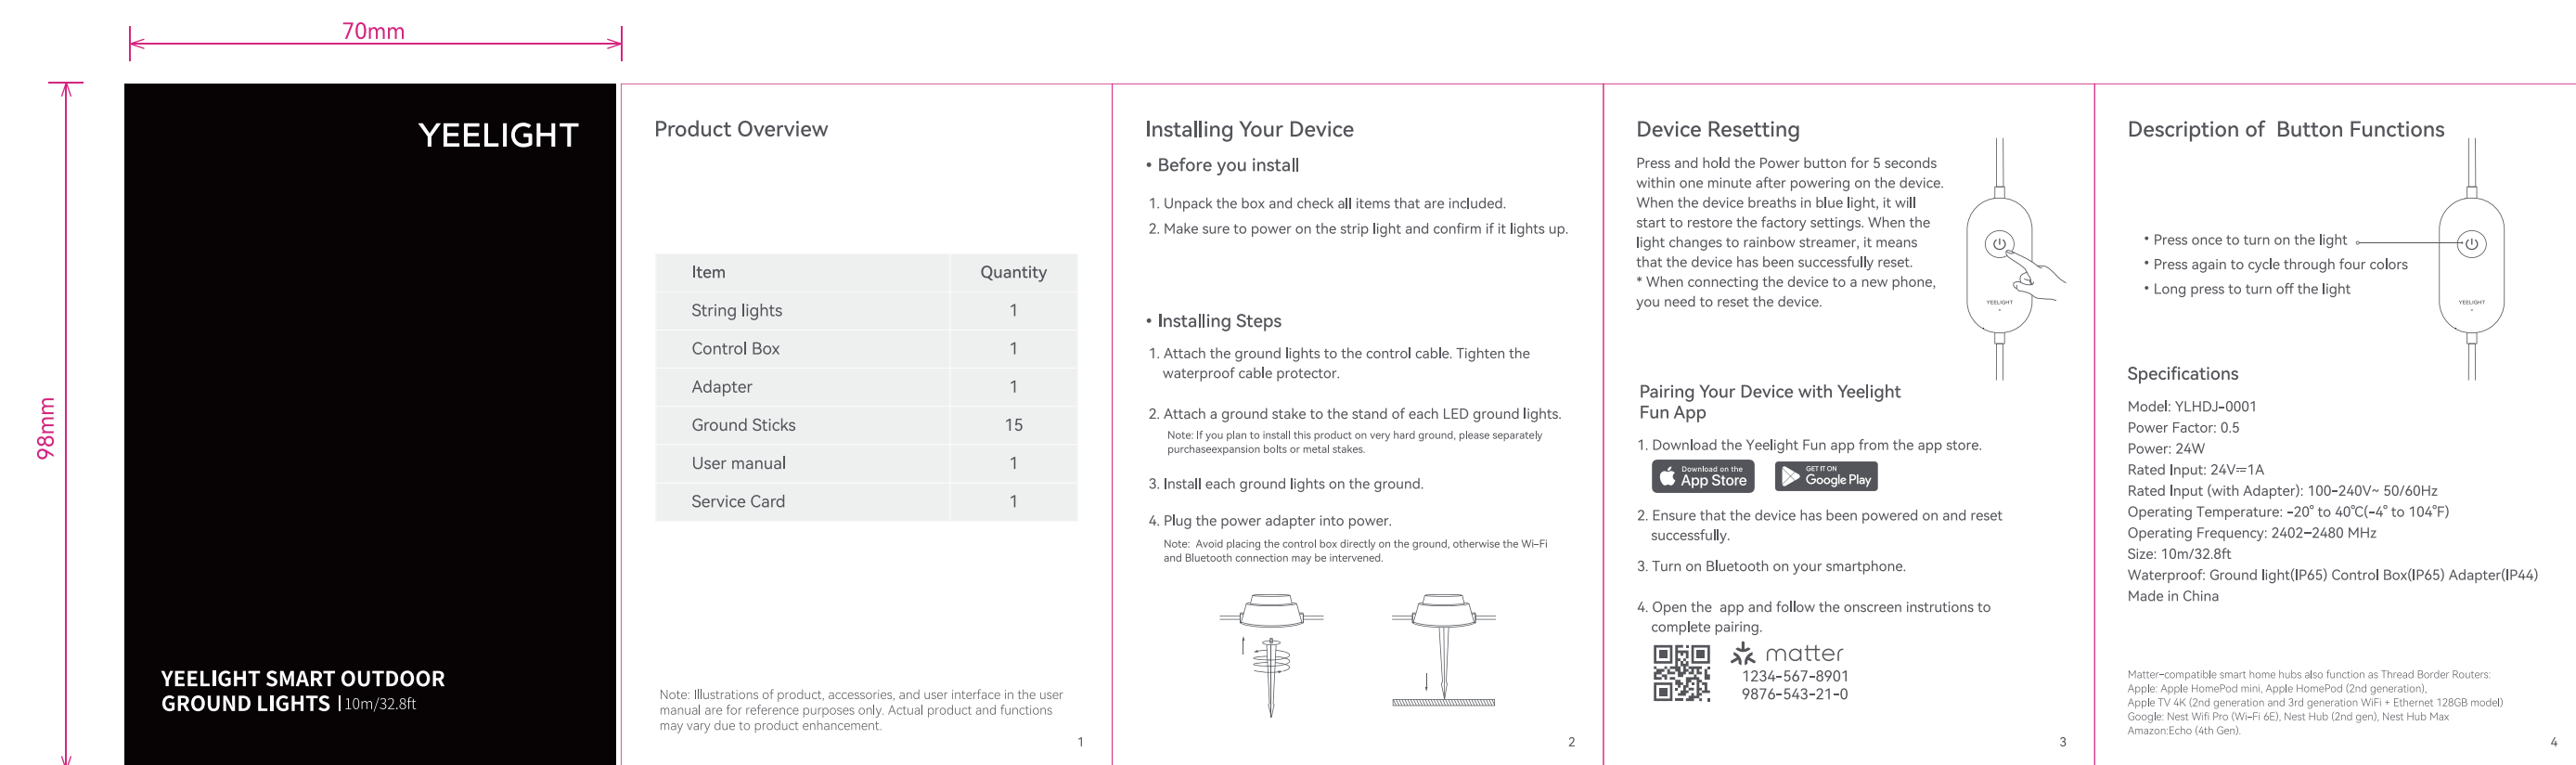 70mm
98mm
YEELIGHT
YEELIGHT SMART OUTDOOR
GROUND LIGHTS | 10m/32.8ft
Product Overview
Item Quantity
String lights 1
Control Box 1
Adapter 1
Ground Sticks 15
User manual 1
Service Card 1
Note: Illustrations of product, accessories, and user interface in the user
manual are for reference purposes only. Actual product and functions
may vary due to product enhancement.
1
Installing Your Device
• Before you install
1. Unpack the box and check all items that are included.
2. Make sure to power on the strip light and confirm if it lights up.
• Installing Steps
1. Attach the ground lights to the control cable. Tighten the
waterproof cable protector.
2. Attach a ground stake to the stand of each LED ground lights.
Note: If you plan to install this product on very hard ground, please separately
purchaseexpansion bolts or metal stakes.
3. Install each ground lights on the ground.
4. Plug the power adapter into power.
Note: Avoid placing the control box directly on the ground, otherwise the Wi-Fi
and Bluetooth connection may be intervened.
2
Device Resetting
Press and hold the Power button for 5 seconds
within one minute after powering on the device.
When the device breaths in blue light, it will
start to restore the factory settings. When the
light changes to rainbow streamer, it means
that the device has been successfully reset.
* When connecting the device to a new phone,
you need to reset the device.
YEELIGHT
Pairing Your Device with Yeelight
Fun App
1. Download the Yeelight Fun app from the app store.
Download on the
App Store
GET IT ON
Google Play
2. Ensure that the device has been powered on and reset
successfully.
3. Turn on Bluetooth on your smartphone.
4. Open the app and follow the onscreen instrutions to
complete pairing.
matter
1234-567-8901
9876-543-21-0
3
Description of Button Functions
• Press once to turn on the light
• Press again to cycle through four colors
• Long press to turn off the light
YEELIGHT
Specifications
Model: YLHDJ-0001
Power Factor: 0.5
Power: 24W
Rated Input: 24V⎓1A
Rated Input (with Adapter): 100-240V~ 50/60Hz
Operating Temperature: -20° to 40℃(-4° to 104℉)
Operating Frequency: 2402–2480 MHz
Size: 10m/32.8ft
Waterproof: Ground light(IP65) Control Box(IP65) Adapter(IP44)
Made in China
Matter-compatible smart home hubs also function as Thread Border Routers:
Apple: Apple HomePod mini, Apple HomePod (2nd generation),
Apple TV 4K (2nd generation and 3rd generation WiFi + Ethernet 128GB model)
Google: Nest Wifi Pro (Wi-Fi 6E), Nest Hub (2nd gen), Nest Hub Max
Amazon:Echo (4th Gen).
4